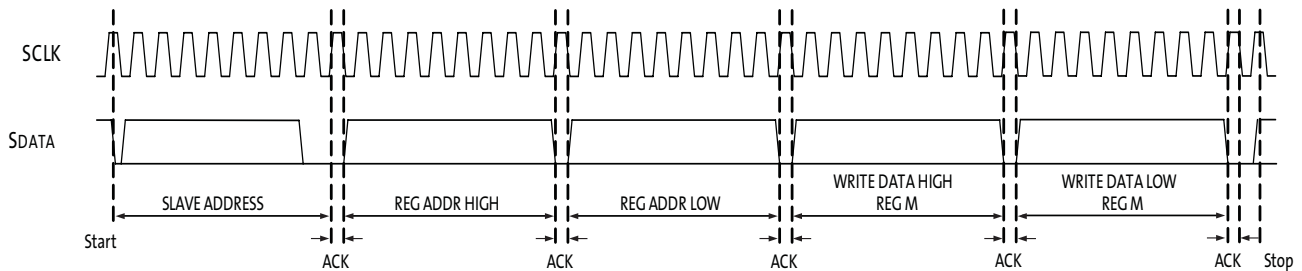 SCLK
SDATA
SLAVE ADDRESS
REG ADDR HIGH
REG ADDR LOW
WRITE DATA HIGH
REG M
WRITE DATA LOW
REG M
Start
ACK
ACK
ACK
ACK
ACK
Stop